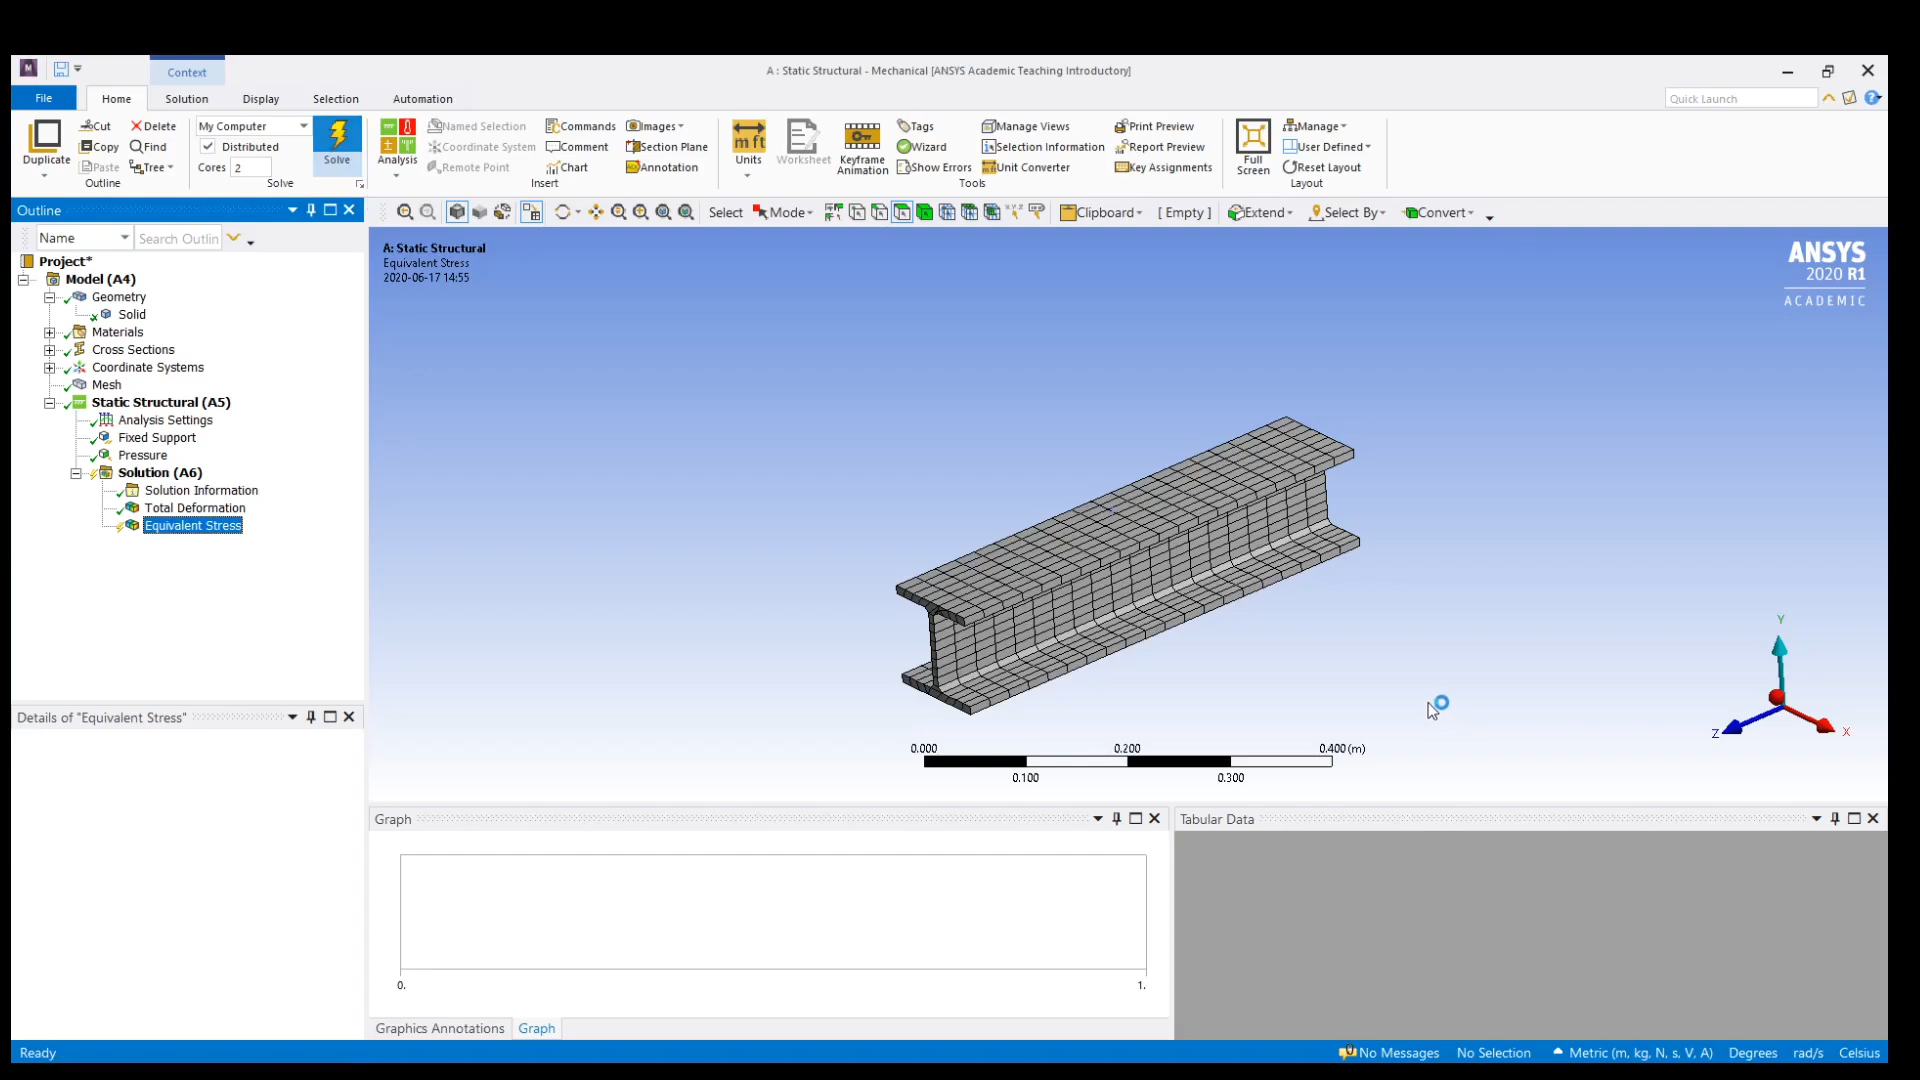 Context
A : Static Structural - Mechanical [ANSYS Academic Teaching Introductory]
File
Home
Solution
Display
Selection
Automation
Quick Launch
Duplicate
Cut
Copy
Paste
Delete
Find
Tree
Outline
My Computer
Distributed
Cores 2
Solve
Solve
Analysis
Named Selection
Coordinate System
Remote Point
Commands
Comment
Chart
Images
Section Plane
Annotation
Insert
Units
Worksheet
Keyframe
Animation
Tags
Wizard
Show Errors
Manage Views
Selection Information
Unit Converter
Print Preview
Report Preview
Key Assignments
Tools
Full
Screen
Manage
User Defined
Reset Layout
Layout
Outline
Select
Mode
Clipboard
[ Empty ]
Extend
Select By
Convert
Name
Search Outlin
Project*
Model (A4)
Geometry
Solid
Materials
Cross Sections
Coordinate Systems
Mesh
Static Structural (A5)
Analysis Settings
Fixed Support
Pressure
Solution (A6)
Solution Information
Total Deformation
Equivalent Stress
A: Static Structural
Equivalent Stress
2020-06-17 14:55
ANSYS
2020 R1
ACADEMIC
Y
Z
X
0.000
0.200
0.400 (m)
0.100
0.300
Details of "Equivalent Stress"
Graph
0.
1.
Graphics Annotations
Graph
Tabular Data
Ready
0 No Messages
No Selection
Metric (m, kg, N, s, V, A)
Degrees
rad/s
Celsius